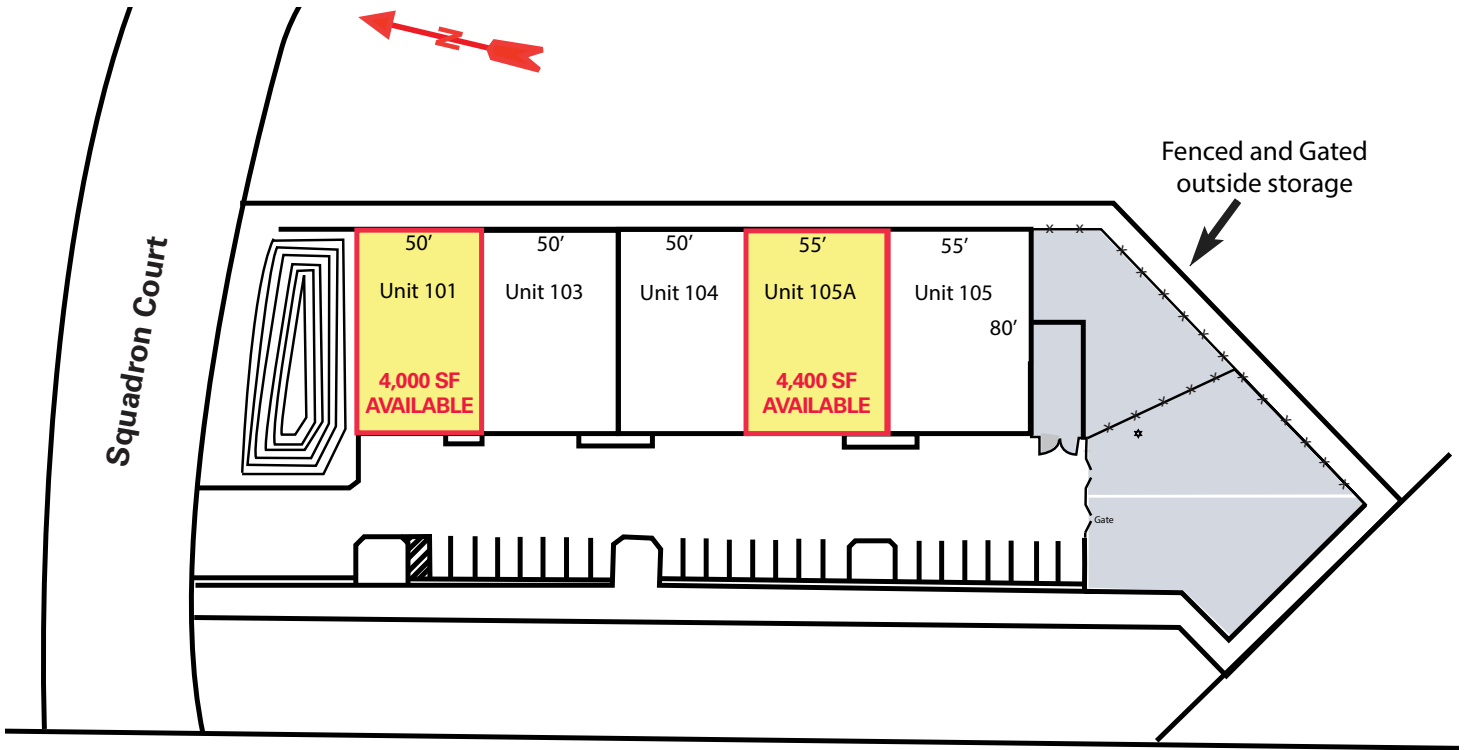 N
Fenced and Gated
outside storage
Squadron Court
50'
Unit 101
4,000 SF
AVAILABLE
50'
Unit 103
50'
Unit 104
55'
Unit 105A
4,400 SF
AVAILABLE
55'
Unit 105
80'
Gate